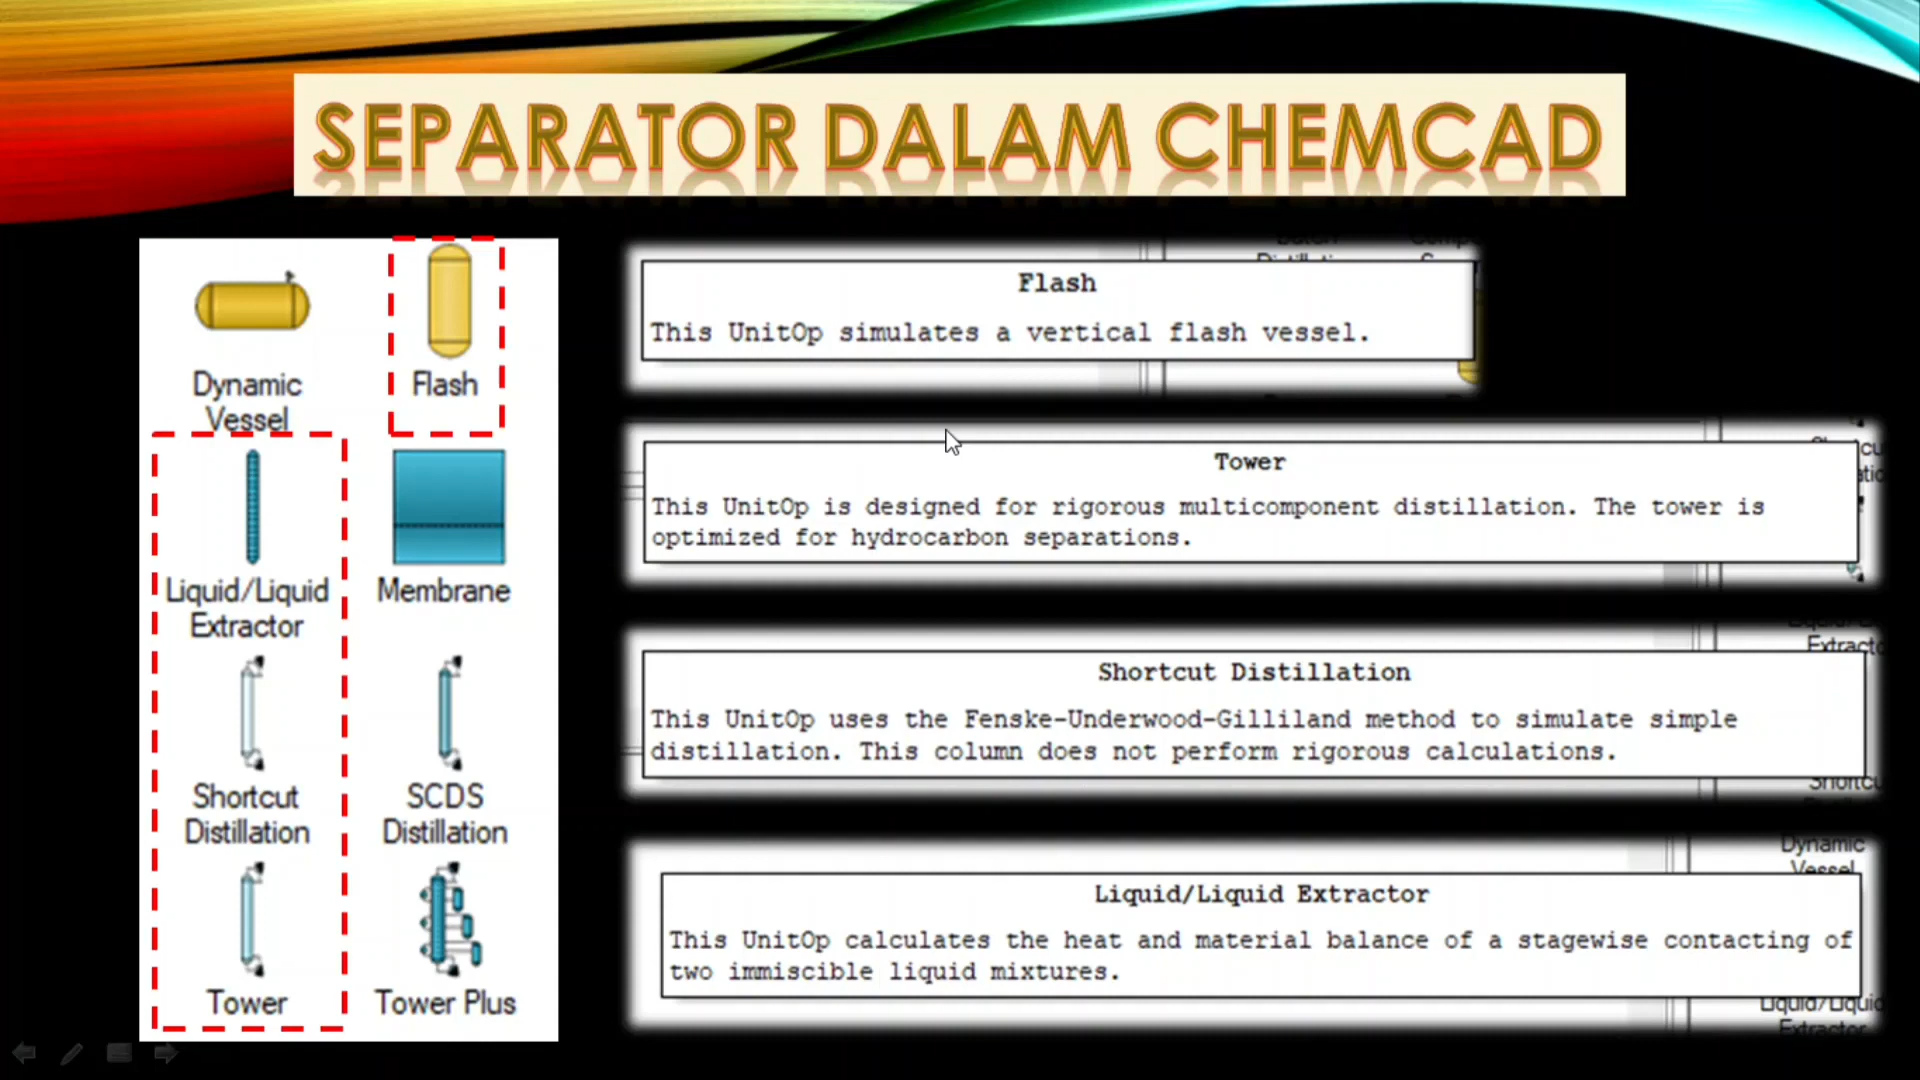 SEPARATOR DALAM CHEMCAD
Dynamic
Vessel
Flash
Liquid/Liquid
Extractor
Membrane
Shortcut
Distillation
SCDS
Distillation
Tower
Tower Plus
Flash
This UnitOp simulates a vertical flash vessel.
Tower
This UnitOp is designed for rigorous multicomponent distillation. The tower is
optimized for hydrocarbon separations.
Shortcut Distillation
This UnitOp uses the Fenske-Underwood-Gilliland method to simulate simple
distillation. This column does not perform rigorous calculations.
Liquid/Liquid Extractor
This UnitOp calculates the heat and material balance of a stagewise contacting of
two immiscible liquid mixtures.
Dynamic
Vessel